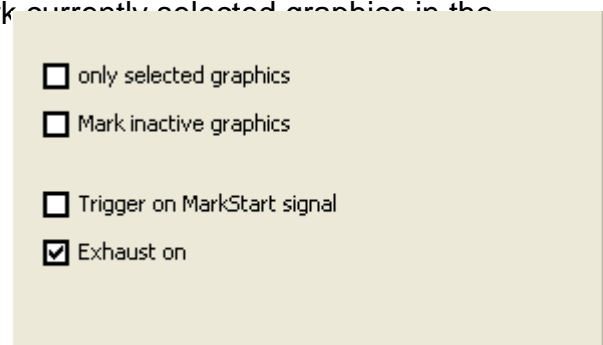 k currently selected graphics in the
only selected graphics
Mark inactive graphics
Trigger on MarkStart signal
Exhaust on